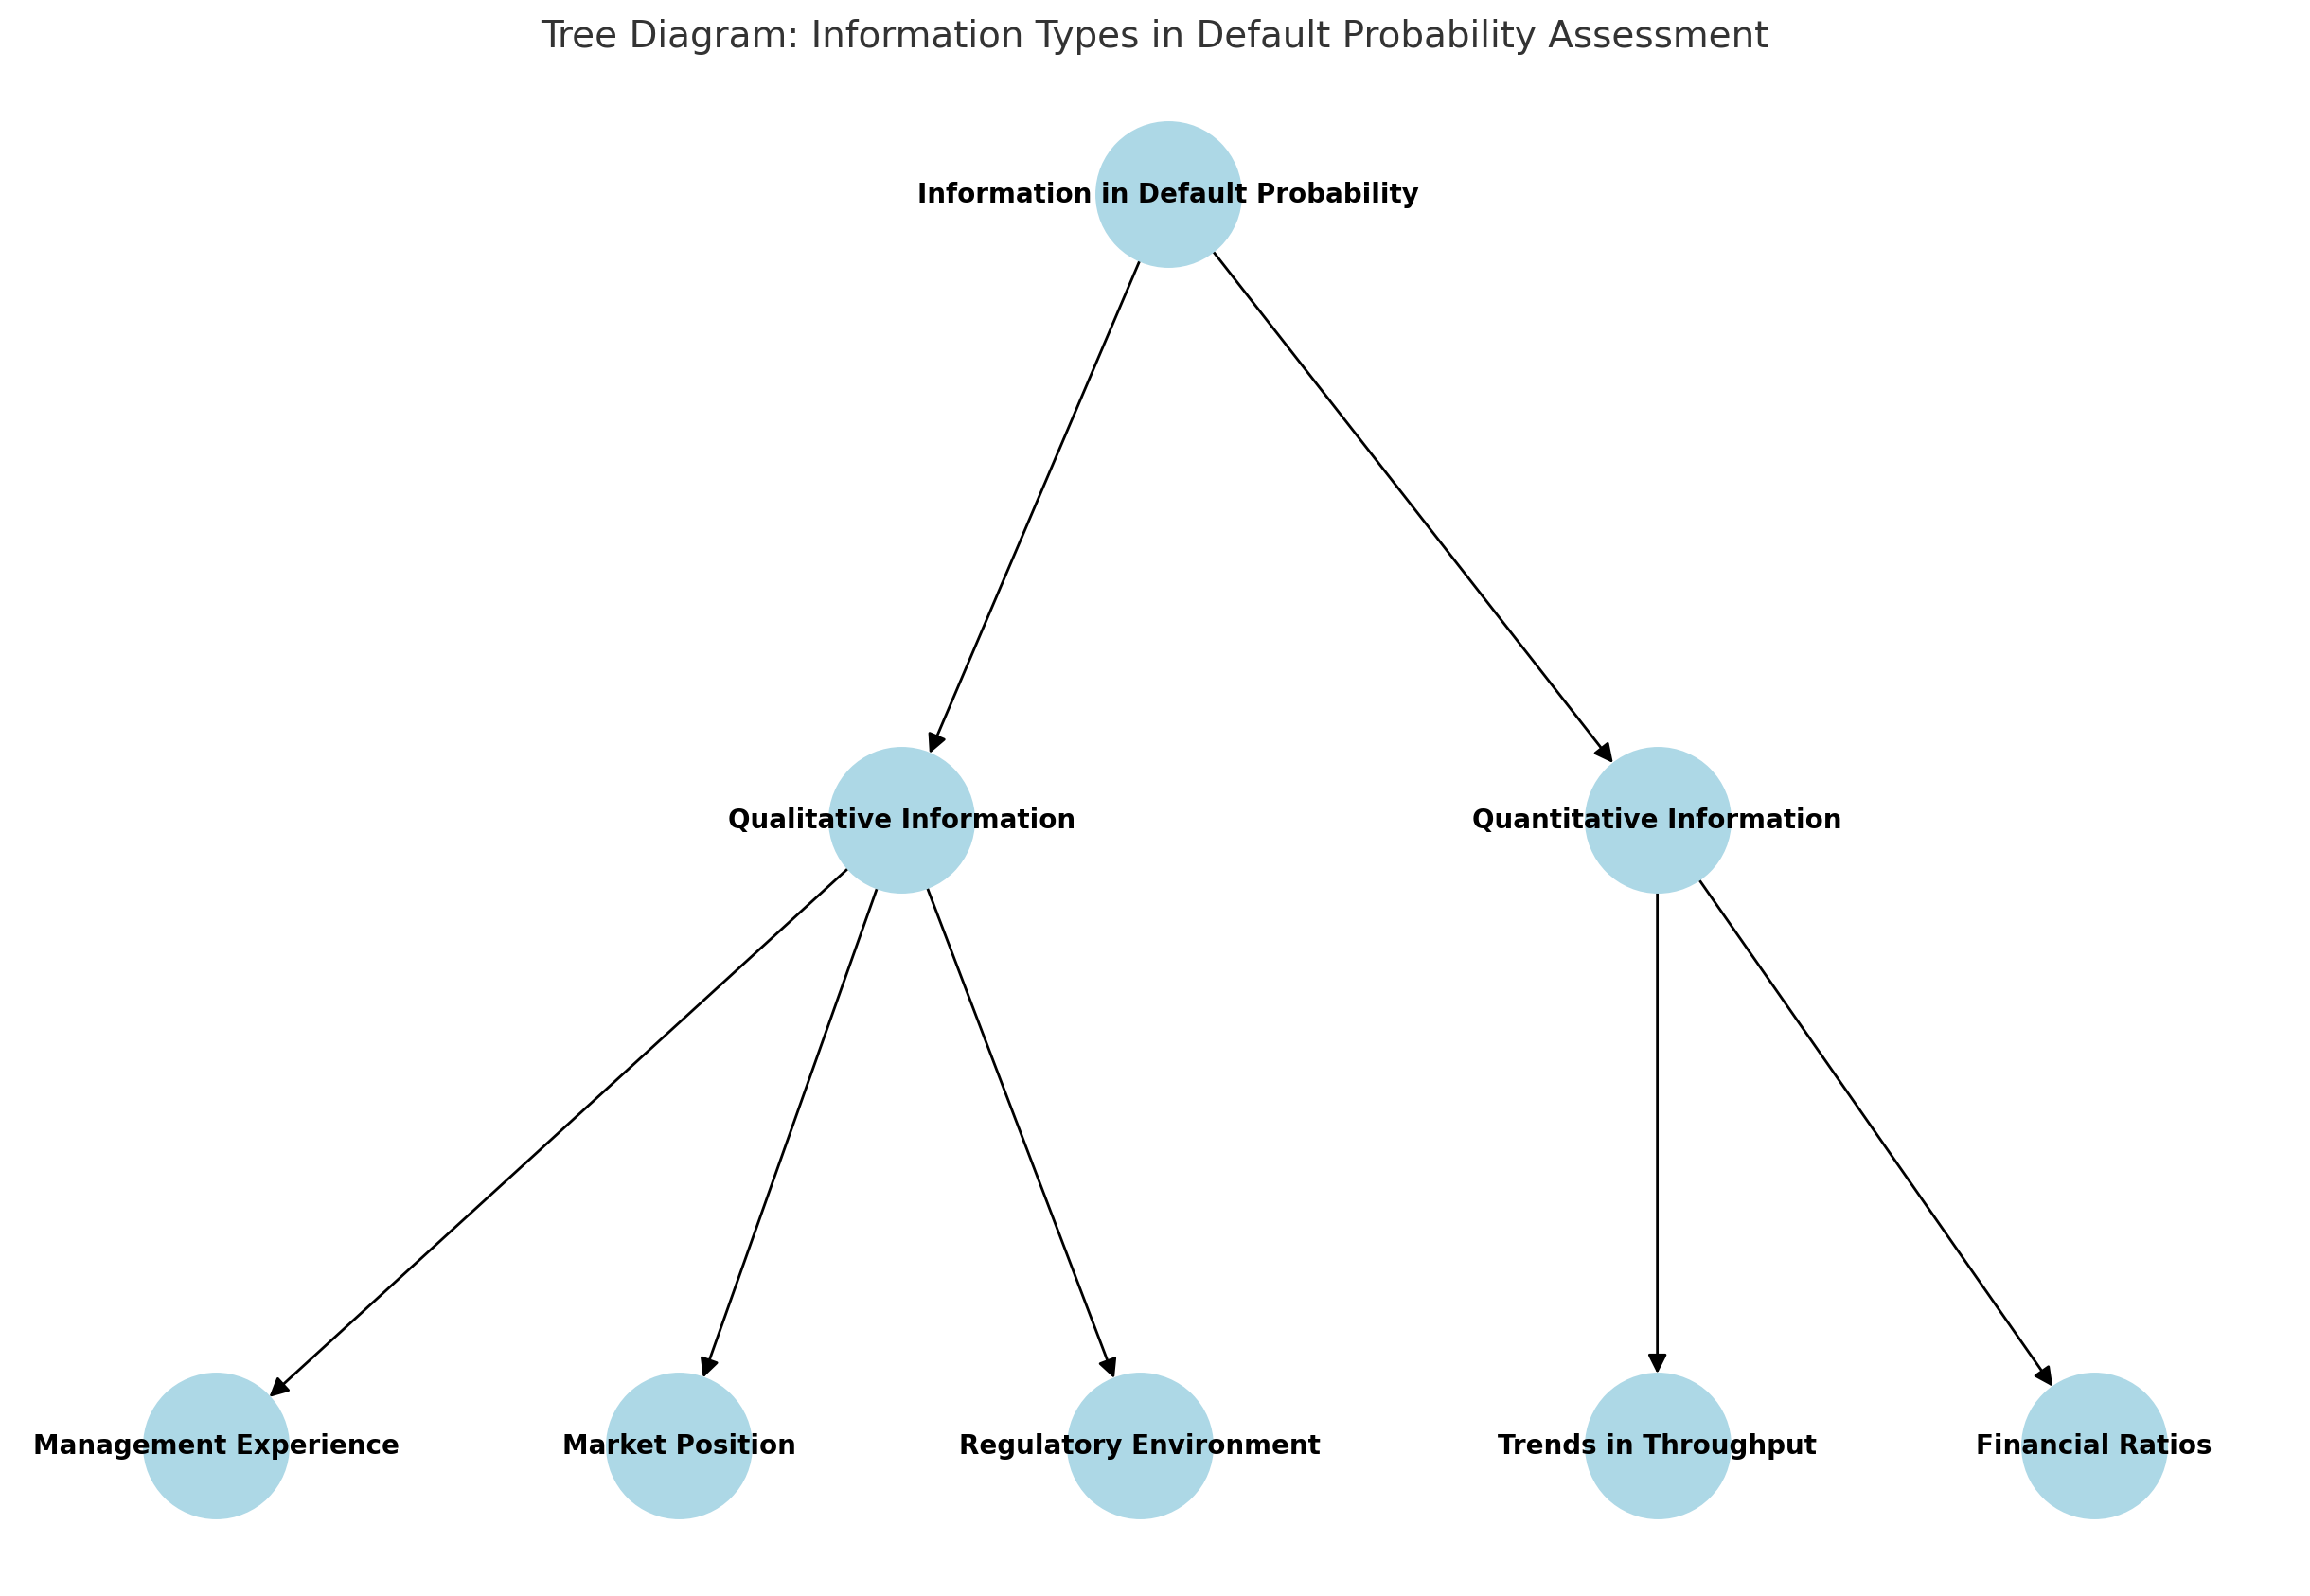 Tree Diagram: Information Types in Default Probability Assessment
Information in Default Probability
Qualitative Information
Quantitative Information
Management Experience
Market Position
Regulatory Environment
Trends in Throughput
Financial Ratios